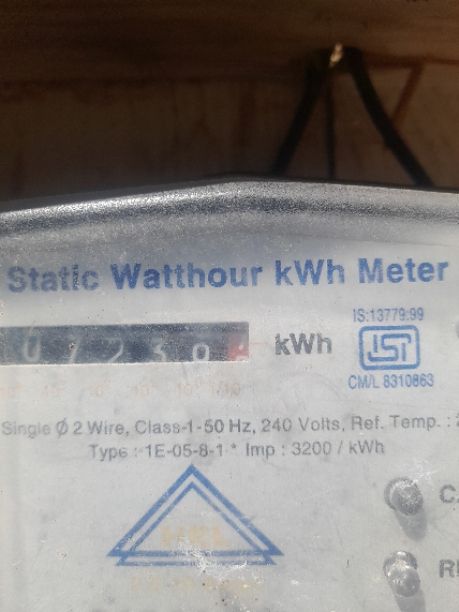 Static Watthour kWh Meter
IS:13779:99
kWh
CM/L 8310863
Single Ø 2 Wire, Class-1-50 Hz, 240 Volts, Ref. Temp. :
Type : 1E-05-8-1 * Imp : 3200 / kWh
HPL